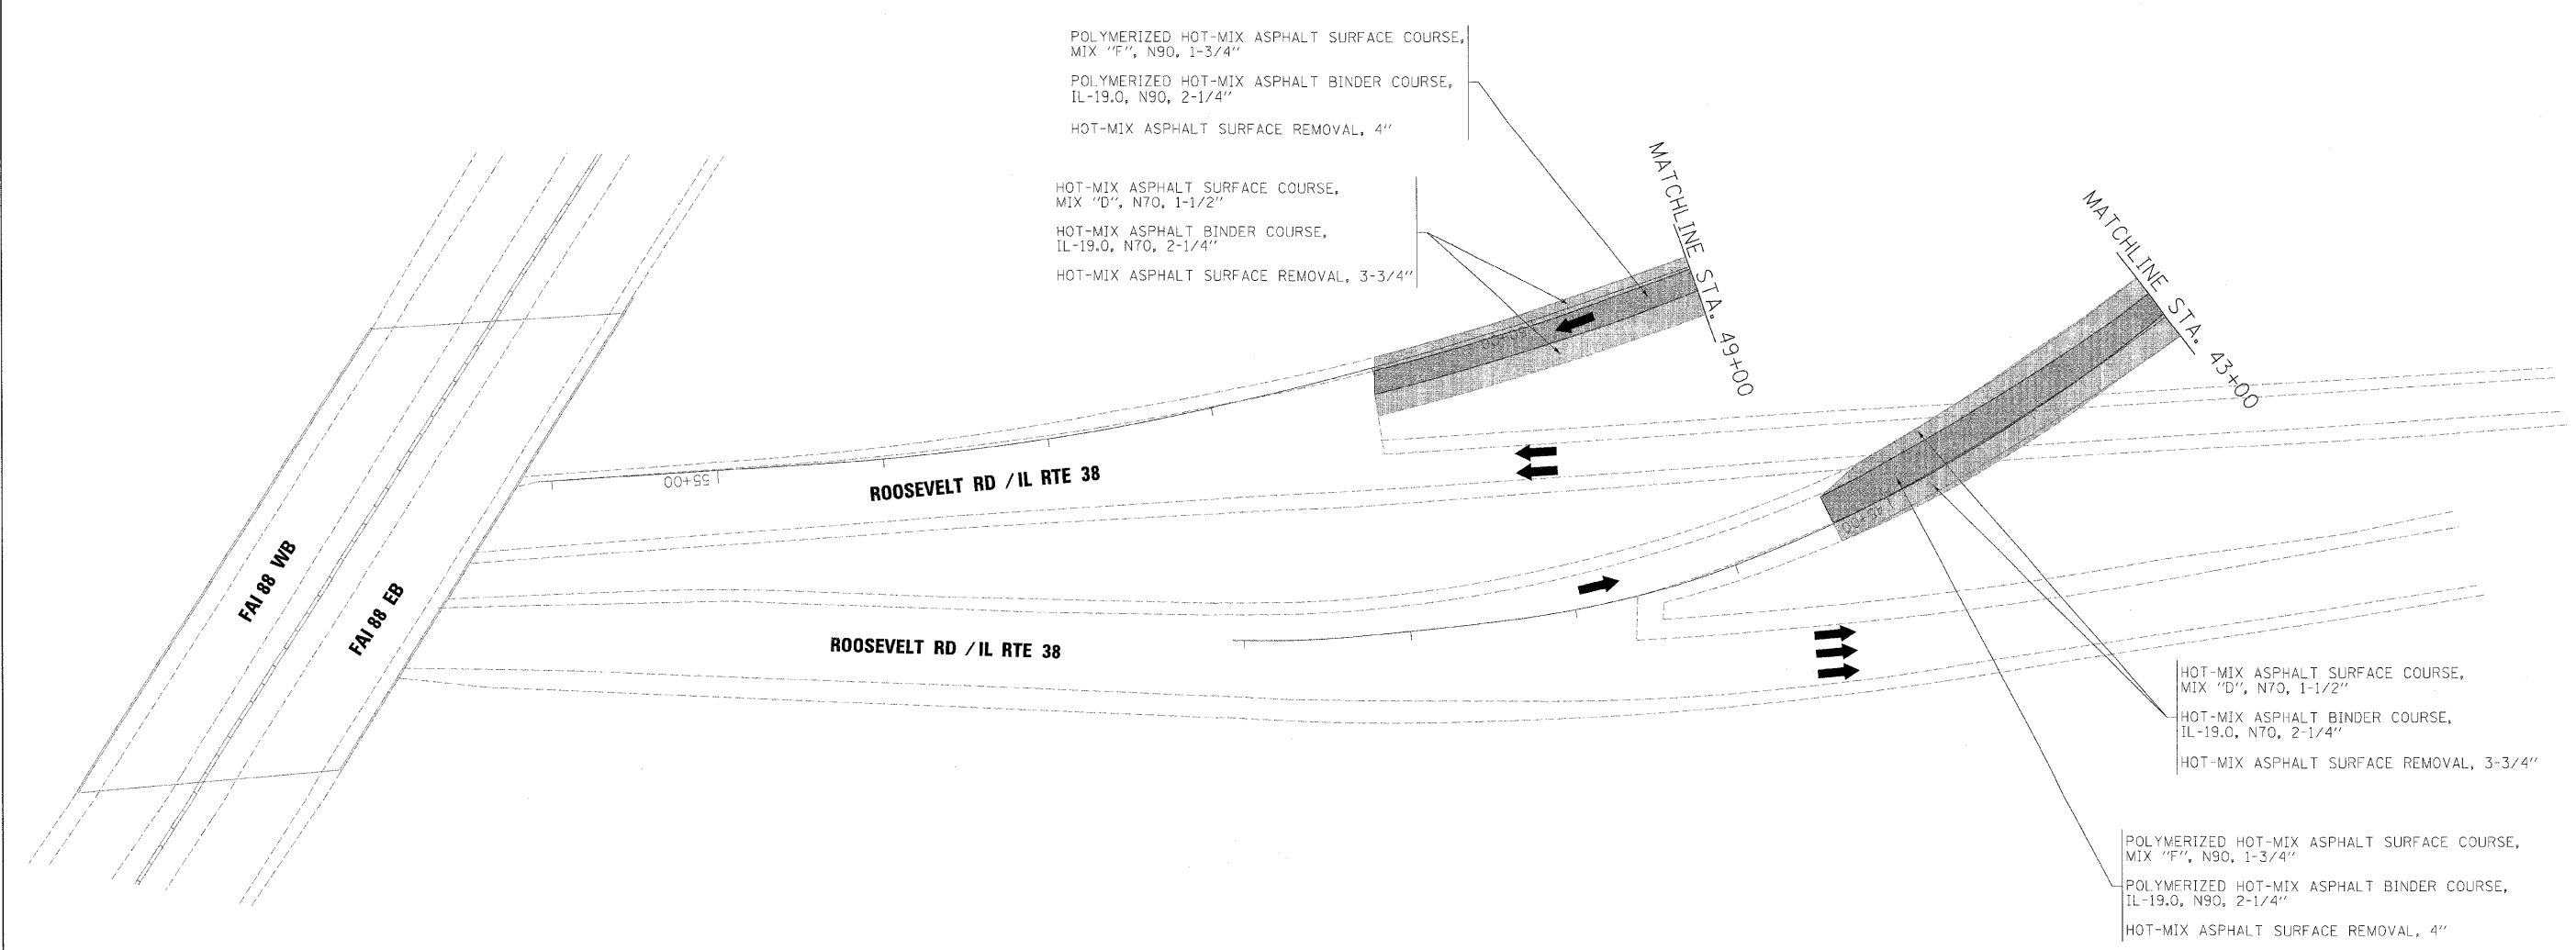 POLYMERIZED HOT-MIX ASPHALT SURFACE COURSE,
MIX "F", N90, 1-3/4"
POLYMERIZED HOT-MIX ASPHALT BINDER COURSE,
IL-19.0, N90, 2-1/4"
HOT-MIX ASPHALT SURFACE REMOVAL, 4"
HOT-MIX ASPHALT SURFACE COURSE,
MIX "D", N70, 1-1/2"
HOT-MIX ASPHALT BINDER COURSE,
IL-19.0, N70, 2-1/4"
HOT-MIX ASPHALT SURFACE REMOVAL, 3-3/4"
MATCHLINE STA. 49+00
MATCHLINE STA. 43+00
50+00
45+00
55+00
ROOSEVELT RD / IL RTE 38
ROOSEVELT RD / IL RTE 38
FAI 88 WB
FAI 88 EB
HOT-MIX ASPHALT SURFACE COURSE,
MIX "D", N70, 1-1/2"
HOT-MIX ASPHALT BINDER COURSE,
IL-19.0, N70, 2-1/4"
HOT-MIX ASPHALT SURFACE REMOVAL, 3-3/4"
POLYMERIZED HOT-MIX ASPHALT SURFACE COURSE,
MIX "F", N90, 1-3/4"
POLYMERIZED HOT-MIX ASPHALT BINDER COURSE,
IL-19.0, N90, 2-1/4"
HOT-MIX ASPHALT SURFACE REMOVAL, 4"